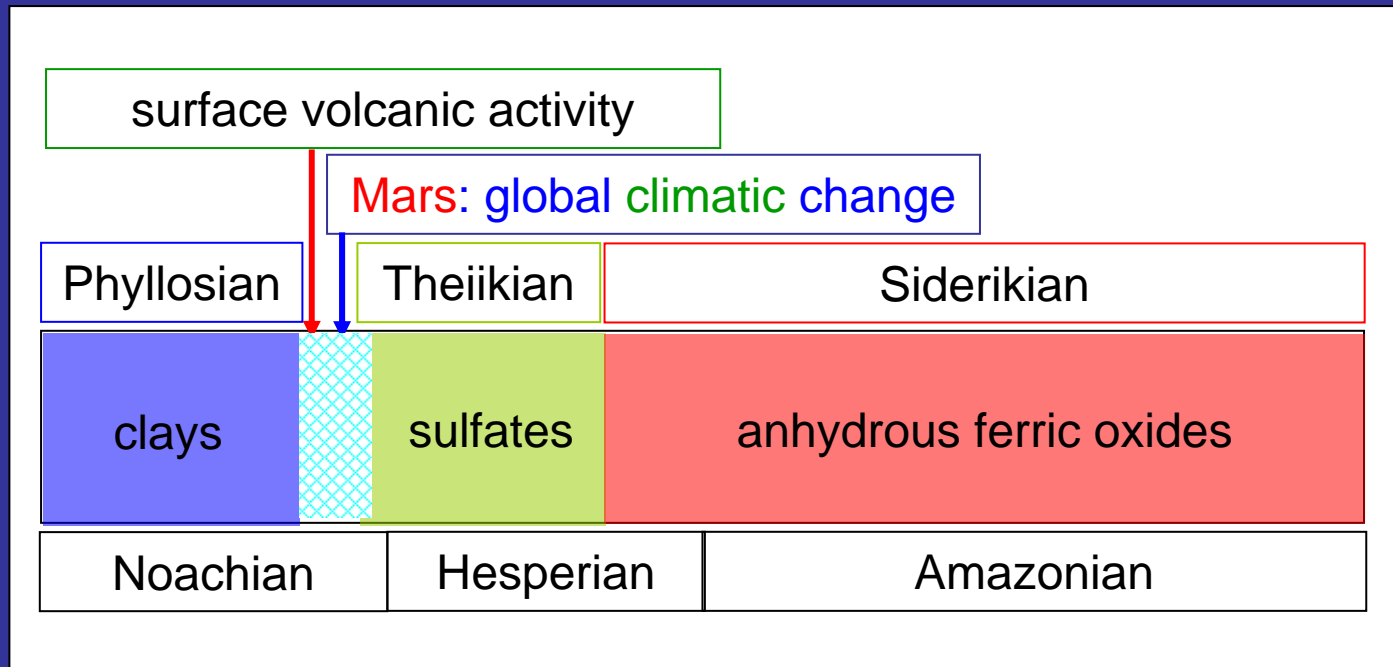 surface volcanic activity
Mars: global climatic change
Phyllosian
Theiikian
Siderikian
clays
sulfates
anhydrous ferric oxides
Noachian
Hesperian
Amazonian